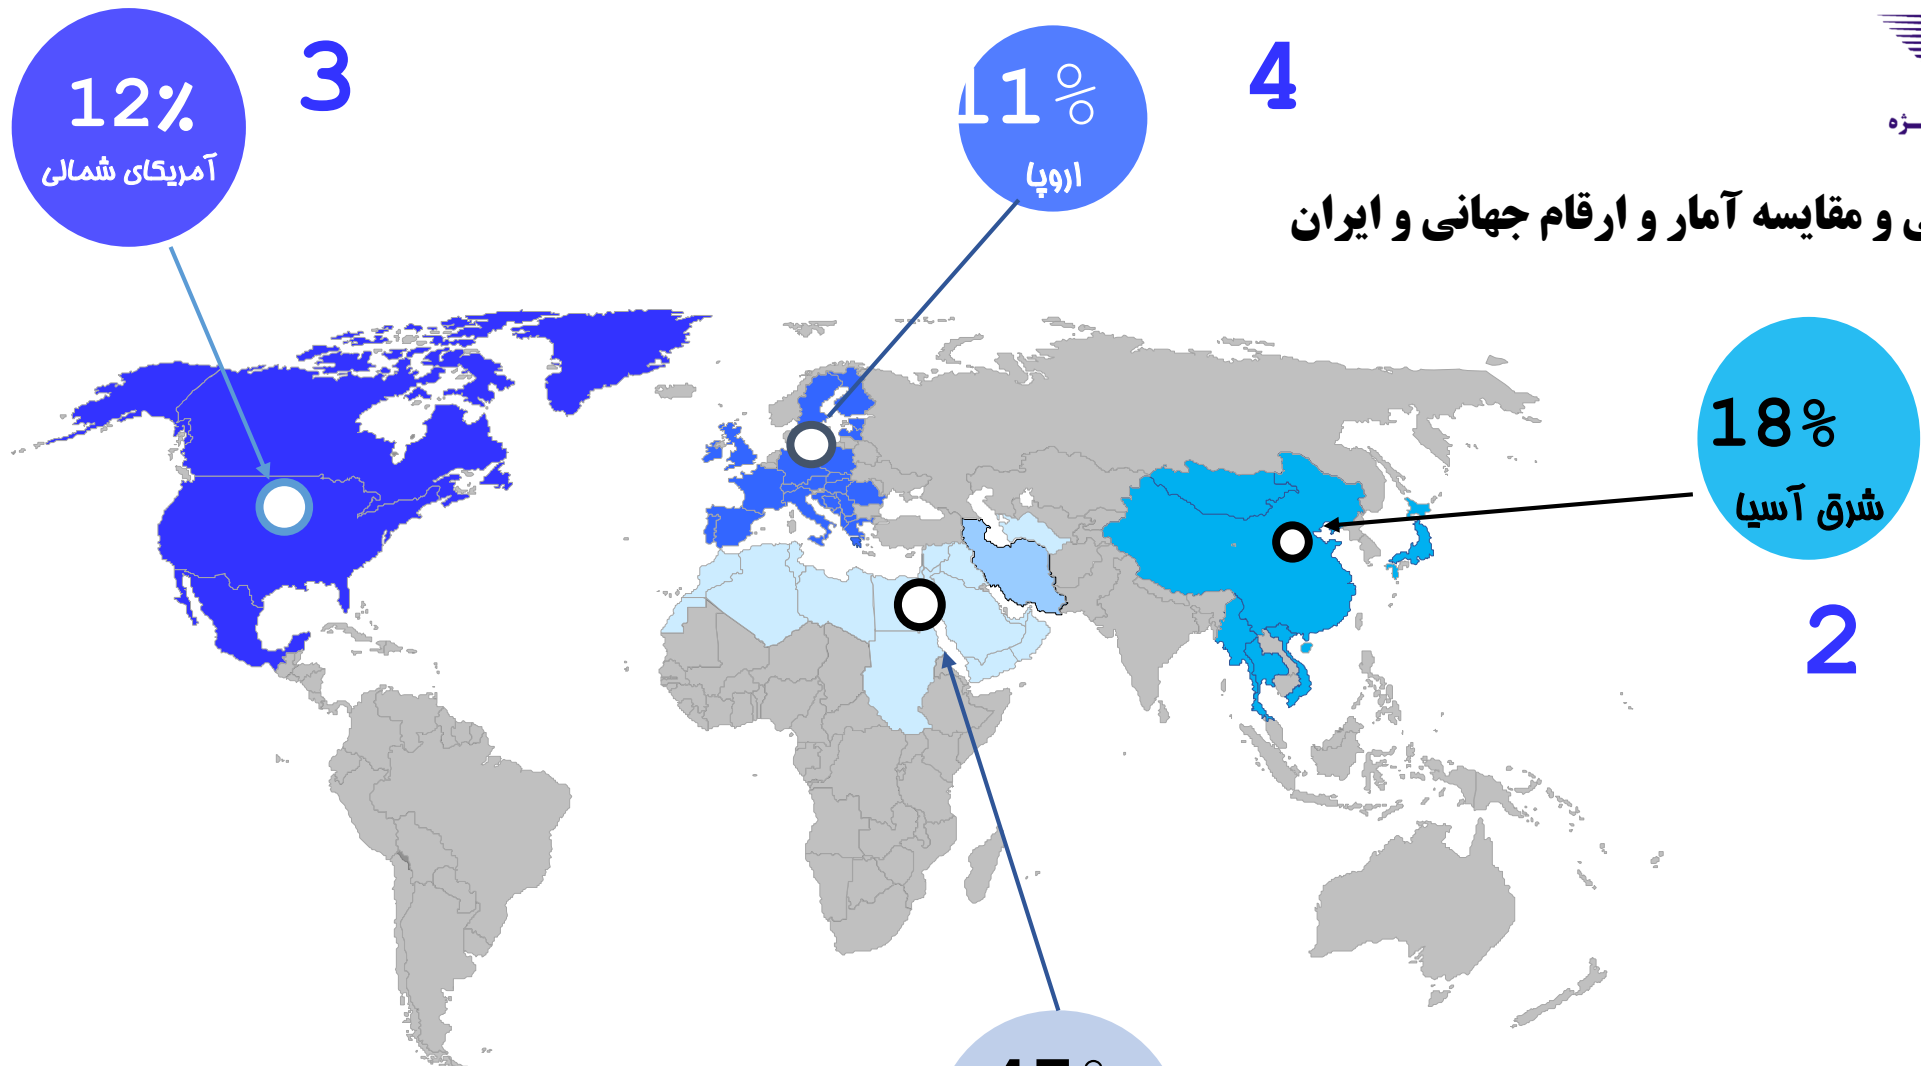 3
12%
آمریکای شمالی
4
11%
اروپا
و مقایسه آمار و ارقام جهانی و ایران
18%
شرق آسیا
2